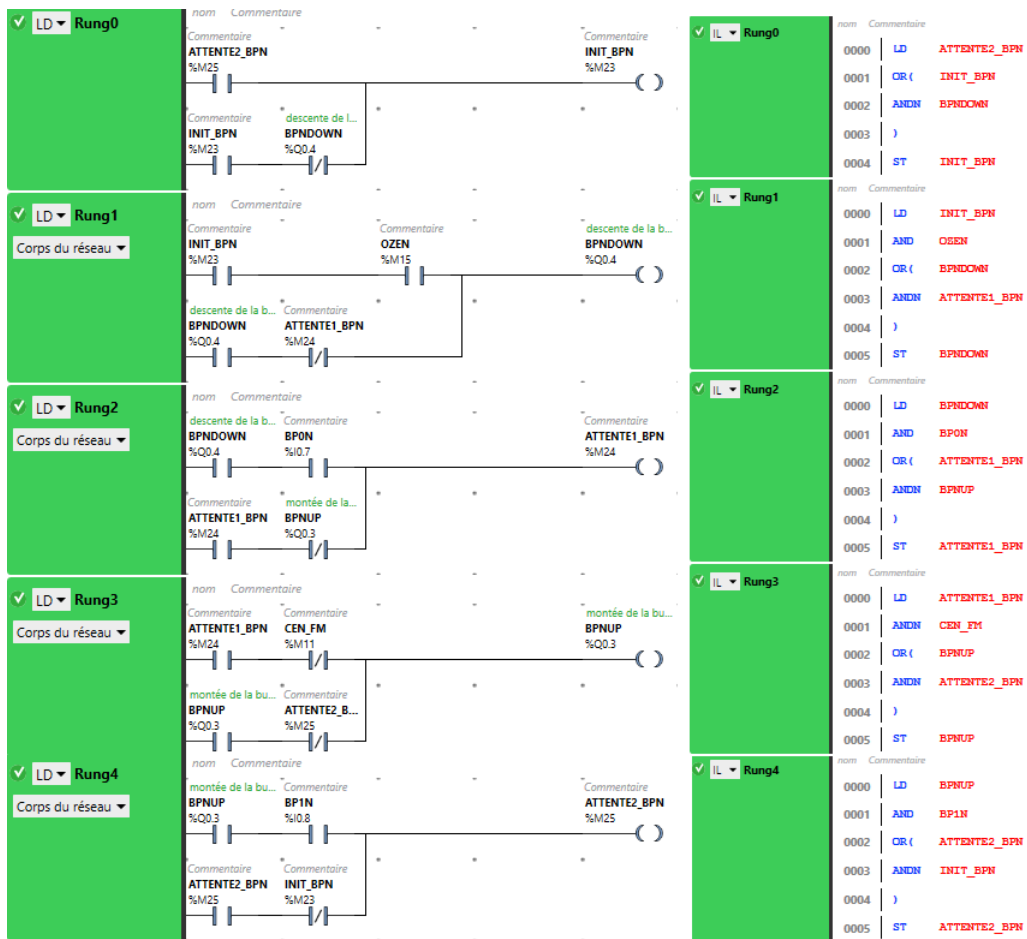 nom Commentaire
LD Rung0
Commentaire Commentaire
ATTENTE2_BPN INIT_BPN
%M25 %M23
Commentaire descente de l...
INIT_BPN BPNDOWN
%M23 %Q0.4
nom Commentaire
LD Rung1
Corps du réseau
Commentaire Commentaire descente de la b...
INIT_BPN OZEN BPNDOWN
%M23 %M15 %Q0.4
descente de la b... Commentaire
BPNDOWN ATTENTE1_BPN
%Q0.4 %M24
nom Commentaire
LD Rung2
Corps du réseau
descente de la b... Commentaire Commentaire
BPNDOWN BP0N ATTENTE1_BPN
%Q0.4 %I0.7 %M24
Commentaire montée de la...
ATTENTE1_BPN BPNUP
%M24 %Q0.3
nom Commentaire
LD Rung3
Corps du réseau
Commentaire Commentaire montée de la bu...
ATTENTE1_BPN CEN_FM BPNUP
%M24 %M11 %Q0.3
montée de la bu... Commentaire
BPNUP ATTENTE2_B...
%Q0.3 %M25
nom Commentaire
LD Rung4
Corps du réseau
montée de la bu... Commentaire Commentaire
BPNUP BP1N ATTENTE2_BPN
%Q0.3 %I0.8 %M25
Commentaire Commentaire
ATTENTE2_BPN INIT_BPN
%M25 %M23
nom Commentaire
IL Rung0
0000 LD ATTENTE2_BPN
0001 OR( INIT_BPN
0002 ANDN BPNDOWN
0003 )
0004 ST INIT_BPN
nom Commentaire
IL Rung1
0000 LD INIT_BPN
0001 AND OZEN
0002 OR( BPNDOWN
0003 ANDN ATTENTE1_BPN
0004 )
0005 ST BPNDOWN
nom Commentaire
IL Rung2
0000 LD BPNDOWN
0001 AND BP0N
0002 OR( ATTENTE1_BPN
0003 ANDN BPNUP
0004 )
0005 ST ATTENTE1_BPN
nom Commentaire
IL Rung3
0000 LD ATTENTE1_BPN
0001 ANDN CEN_FM
0002 OR( BPNUP
0003 ANDN ATTENTE2_BPN
0004 )
0005 ST BPNUP
nom Commentaire
IL Rung4
0000 LD BPNUP
0001 AND BP1N
0002 OR( ATTENTE2_BPN
0003 ANDN INIT_BPN
0004 )
0005 ST ATTENTE2_BPN